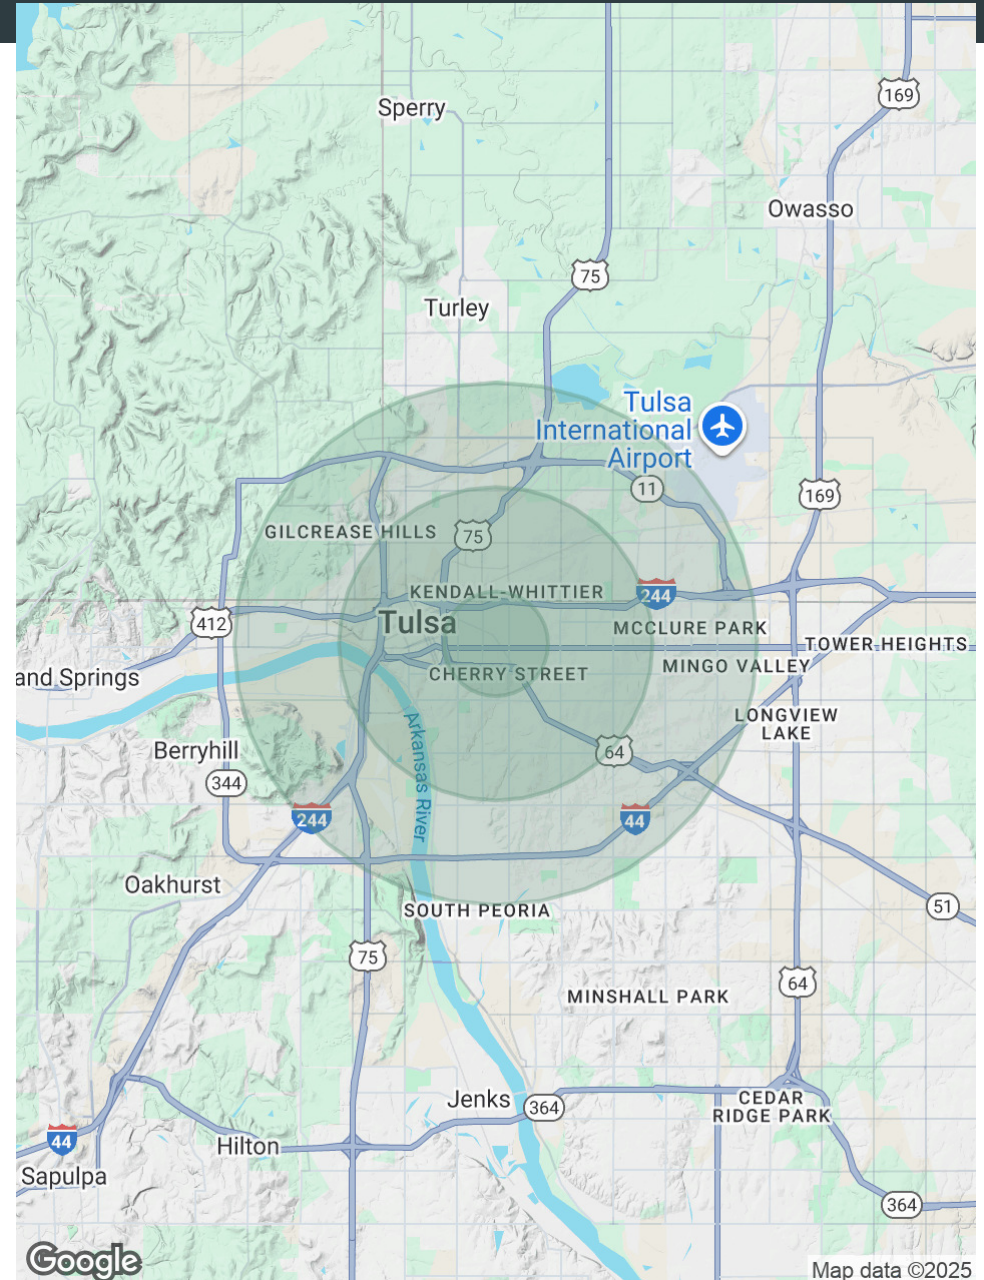 Sperry
169
Owasso
75
Turley
Tulsa
International
Airport
11
169
GILCREASE HILLS
75
KENDALL-WHITTIER
244
412
Tulsa
MCCLURE PARK
TOWER HEIGHTS
and Springs
CHERRY STREET
MINGO VALLEY
LONGVIEW
LAKE
Berryhill
Arkansas River
64
344
244
44
Oakhurst
SOUTH PEORIA
51
75
64
MINSHALL PARK
Jenks
364
CEDAR
RIDGE PARK
44
Hilton
Sapulpa
364
Google
Map data ©2025